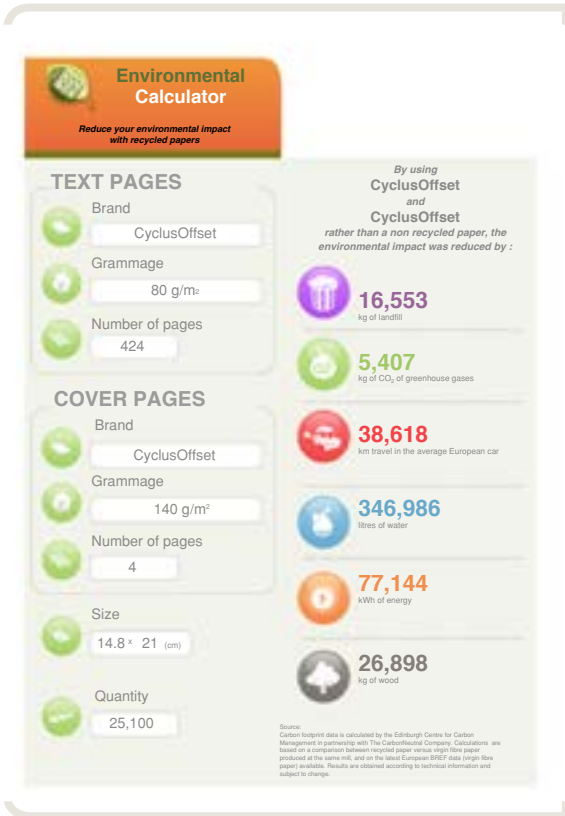 Environmental
Calculator
Reduce your environmental impact
with recycled papers
TEXT PAGES
Brand
CyclusOffset
Grammage
80 g/m²
Number of pages
424
COVER PAGES
Brand
CyclusOffset
Grammage
140 g/m²
Number of pages
4
Size
14.8 x 21 (cm)
Quantity
25,100
By using
CyclusOffset
and
CyclusOffset
rather than a non recycled paper, the
environmental impact was reduced by :
16,553
kg of landfill
5,407
kg of CO₂ of greenhouse gases
38,618
km travel in the average European car
346,986
litres of water
77,144
kWh of energy
26,898
kg of wood
Source:
Carbon footprint data is calculated by the Edinburgh Centre for Carbon
Management in partnership with The CarbonNeutral Company. Calculations are
based on a comparison between recycled paper versus virgin fibre paper
produced at the same mill, and on the latest European BREF data (virgin fibre
paper) available. Results are obtained according to technical information and
subject to change.